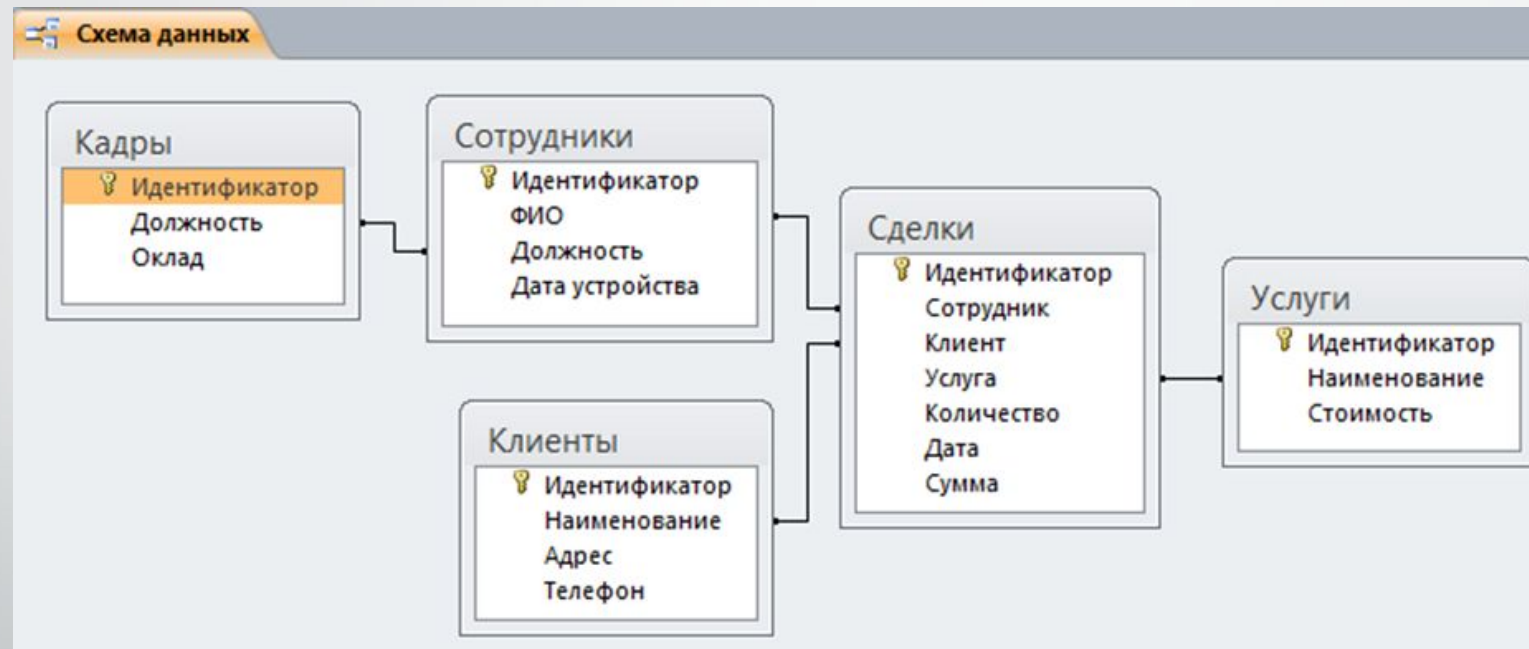 Схема данных
Кадры
Идентификатор
Должность
Оклад
Сотрудники
Идентификатор
ФИО
Должность
Дата устройства
Клиенты
Идентификатор
Наименование
Адрес
Телефон
Сделки
Идентификатор
Сотрудник
Клиент
Услуга
Количество
Дата
Сумма
Услуги
Идентификатор
Наименование
Стоимость